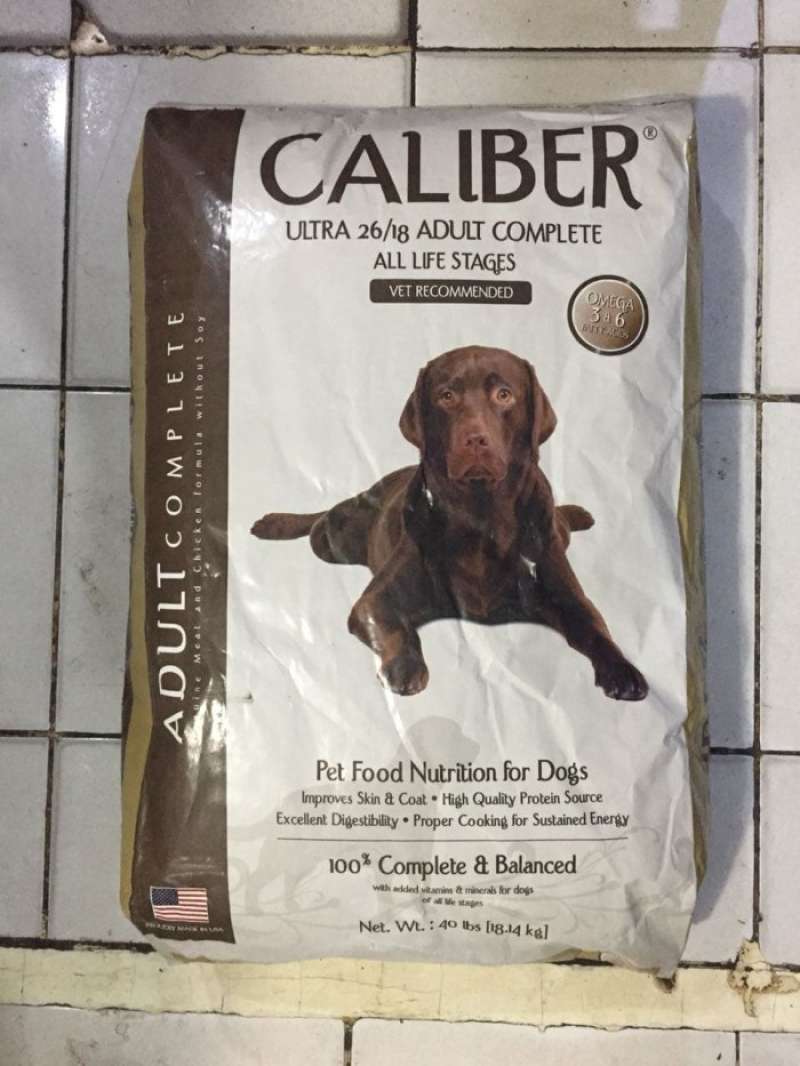 CALIBER®
ULTRA 26/18 ADULT COMPLETE
ALL LIFE STAGES
VET RECOMMENDED
OMEGA
3 & 6
ADULT COMPLETE
Meat and Chicken formula without Soy
Pet Food Nutrition for Dogs
Improves Skin & Coat • High Quality Protein Source
Excellent Digestibility • Proper Cooking for Sustained Energy
100% Complete & Balanced
with added vitamins & minerals for dogs
of all life stages
Net. Wt. : 40 lbs [18.14 kg]
MADE IN USA